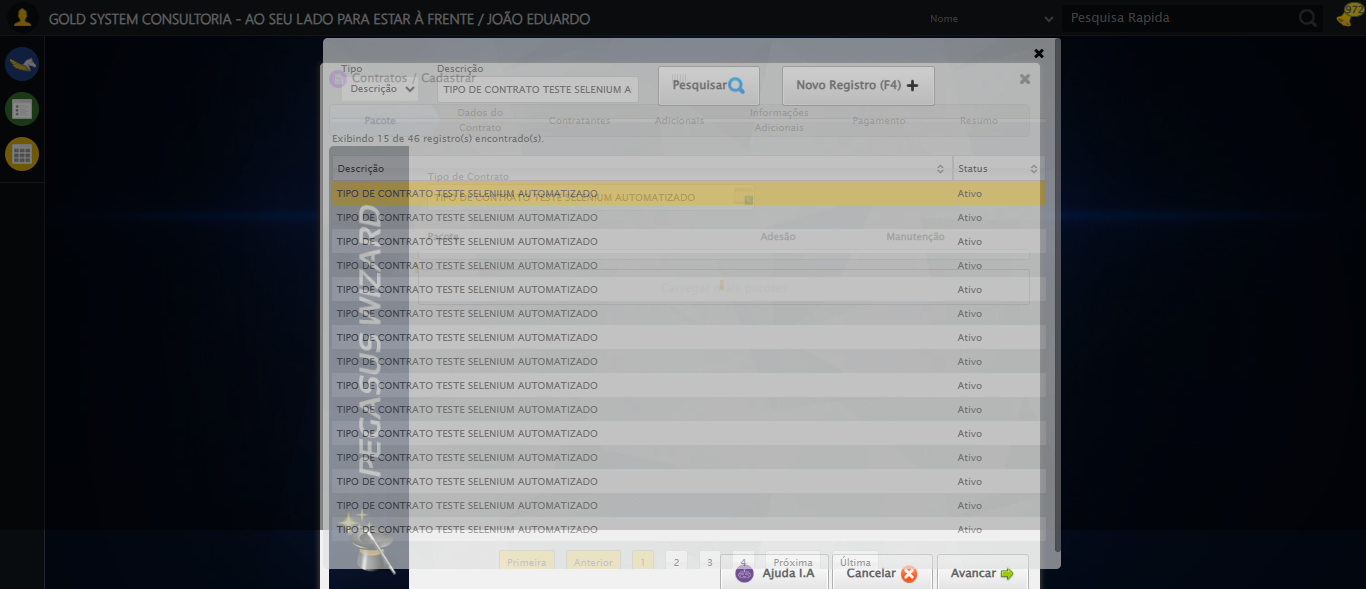 GOLD SYSTEM CONSULTORIA - AO SEU LADO PARA ESTAR À FRENTE / JOÃO EDUARDO
Nome
Pesquisa Rapida
972
Tipo
Descrição
Contratos / Cadastrar
Descrição
TIPO DE CONTRATO TESTE SELENIUM A
Pesquisar
Novo Registro (F4)
Pacote
Dados do Contrato
Contratantes
Adicionais
Informações Adicionais
Pagamento
Resumo
Exibindo 15 de 46 registro(s) encontrado(s).
Descrição
Status
Tipo de Contrato
TIPO DE CONTRATO TESTE SELENIUM AUTOMATIZADO
Ativo
TIPO DE CONTRATO TESTE SELENIUM AUTOMATIZADO
TIPO DE CONTRATO TESTE SELENIUM AUTOMATIZADO
Ativo
Pacote
Adesão
Manutenção
TIPO DE CONTRATO TESTE SELENIUM AUTOMATIZADO
Ativo
TIPO DE CONTRATO TESTE SELENIUM AUTOMATIZADO
Ativo
TIPO DE CONTRATO TESTE SELENIUM AUTOMATIZADO
Ativo
TIPO DE CONTRATO TESTE SELENIUM AUTOMATIZADO
Ativo
TIPO DE CONTRATO TESTE SELENIUM AUTOMATIZADO
Ativo
TIPO DE CONTRATO TESTE SELENIUM AUTOMATIZADO
Ativo
TIPO DE CONTRATO TESTE SELENIUM AUTOMATIZADO
Ativo
TIPO DE CONTRATO TESTE SELENIUM AUTOMATIZADO
Ativo
TIPO DE CONTRATO TESTE SELENIUM AUTOMATIZADO
Ativo
TIPO DE CONTRATO TESTE SELENIUM AUTOMATIZADO
Ativo
TIPO DE CONTRATO TESTE SELENIUM AUTOMATIZADO
Ativo
TIPO DE CONTRATO TESTE SELENIUM AUTOMATIZADO
Ativo
TIPO DE CONTRATO TESTE SELENIUM AUTOMATIZADO
Ativo
PEGASUS WIZARD
Primeira
Anterior
1
2
3
4
Próxima
Última
Ajuda I.A
Cancelar
Avancar